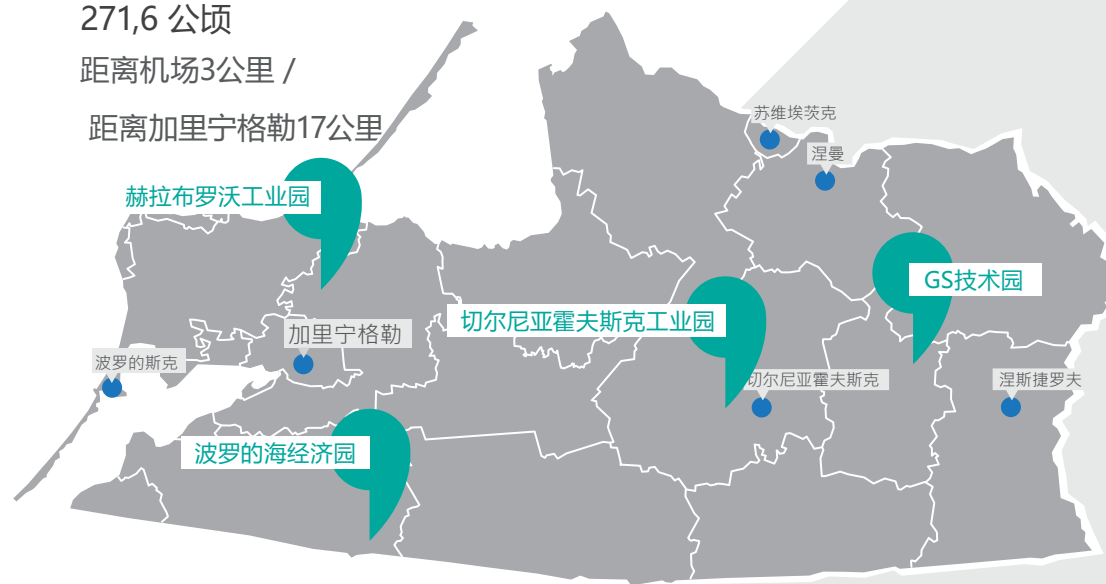 271,6 公顷
距离机场3公里 /
距离加里宁格勒17公里
苏维埃茨克
涅曼
赫拉布罗沃工业园
GS技术园
切尔尼亚霍夫斯克工业园
加里宁格勒
波罗的斯克
切尔尼亚霍夫斯克
涅斯捷罗夫
波罗的海经济园